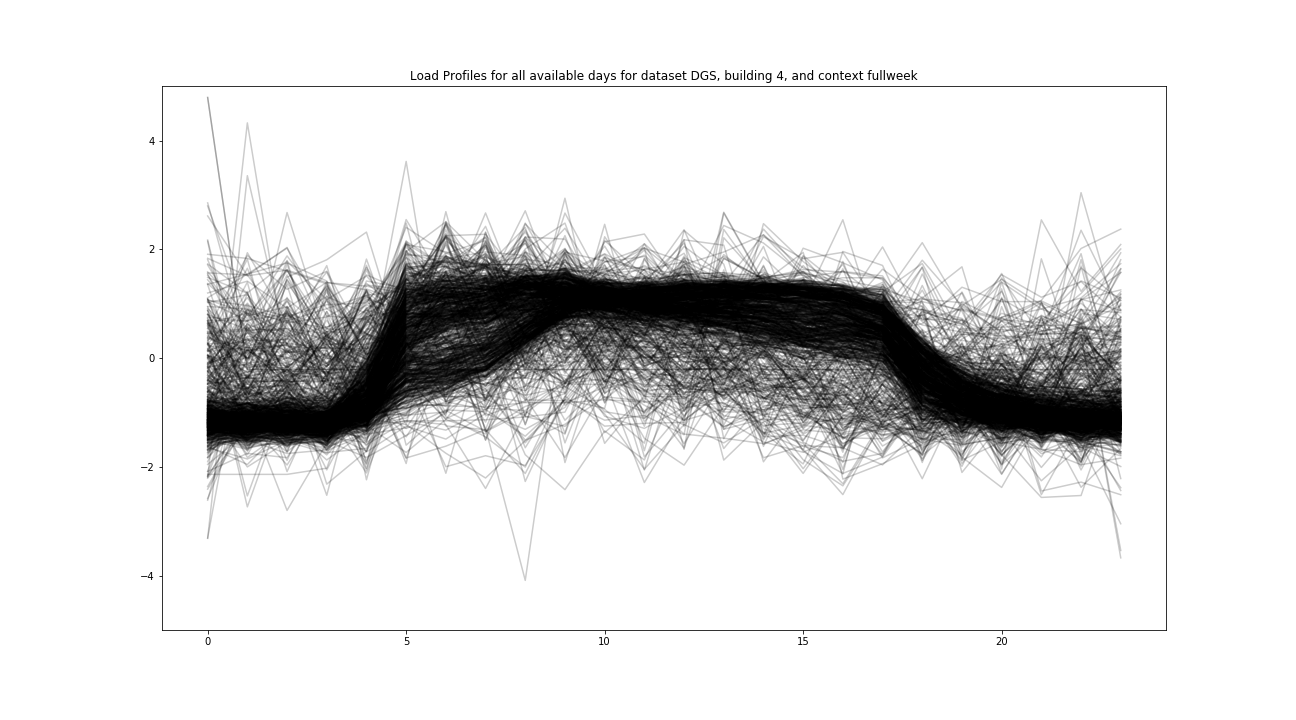 Load Profiles for all available days for dataset DGS, building 4, and context fullweek
4
2
0
−2
−4
0 5 10 15 20